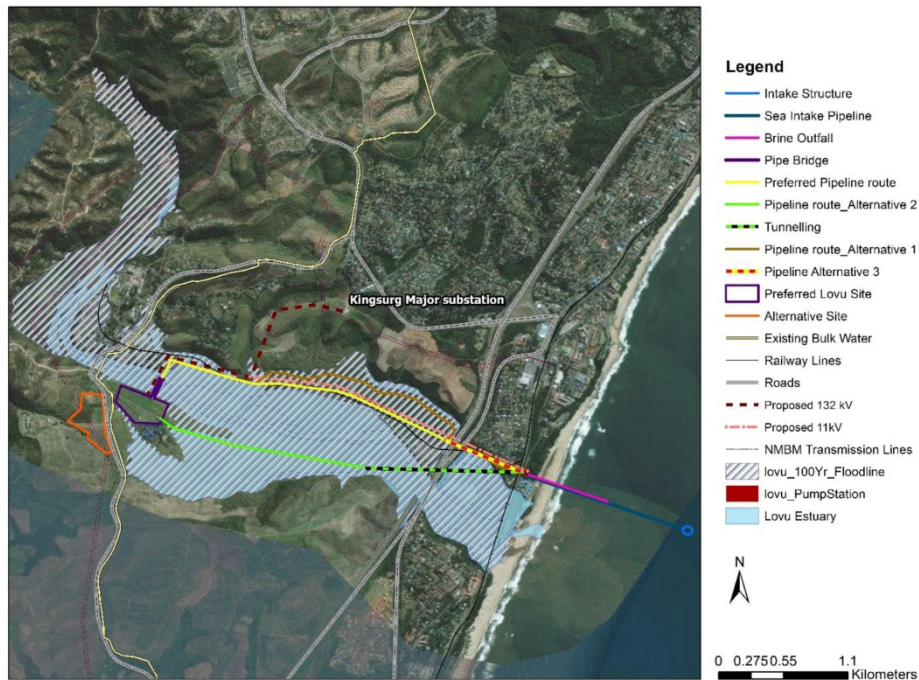 Kingsurg Major substation
Legend
Intake Structure
Sea Intake Pipeline
Brine Outfall
Pipe Bridge
Preferred Pipeline route
Pipeline route_Alternative 2
Tunnelling
Pipeline route_Alternative 1
Pipeline Alternative 3
Preferred Lovu Site
Alternative Site
Existing Bulk Water
Railway Lines
Roads
Proposed 132 kV
Proposed 11kV
NMBM Transmission Lines
lovu_100Yr_Floodline
lovu_PumpStation
Lovu Estuary
N
0 0.275 0.55 1.1
Kilometers